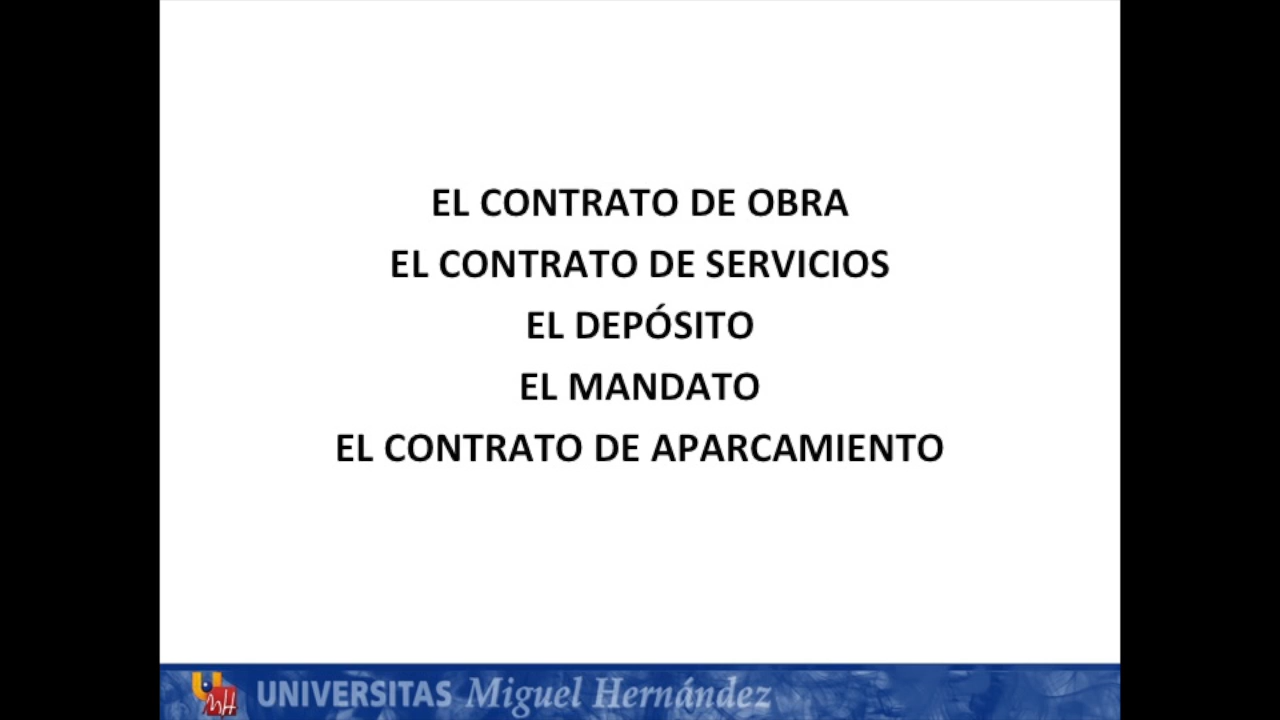 EL CONTRATO DE OBRA
EL CONTRATO DE SERVICIOS
EL DEPÓSITO
EL MANDATO
EL CONTRATO DE APARCAMIENTO
UMH UNIVERSITAS Miguel Hernández